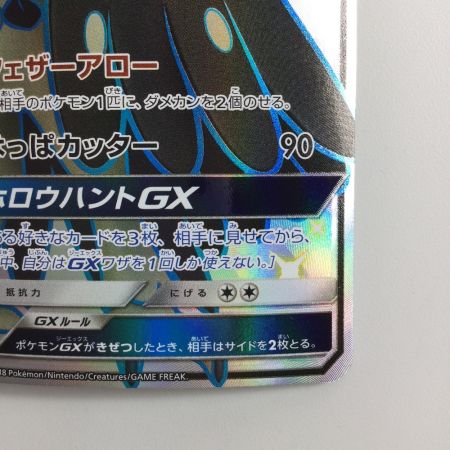 ェザーアロー
相手のポケモン1匹に、ダメカンを2個のせる。
はっぱカッター 90
ホロウハントGX
る好きなカードを3枚、相手に見せてから、
中、自分はGXワザを1回しか使えない。]
抵抗力 にげる
GXルール
ポケモンGXがきぜつしたとき、相手はサイドを2枚とる。
18 Pokémon/Nintendo/Creatures/GAME FREAK.